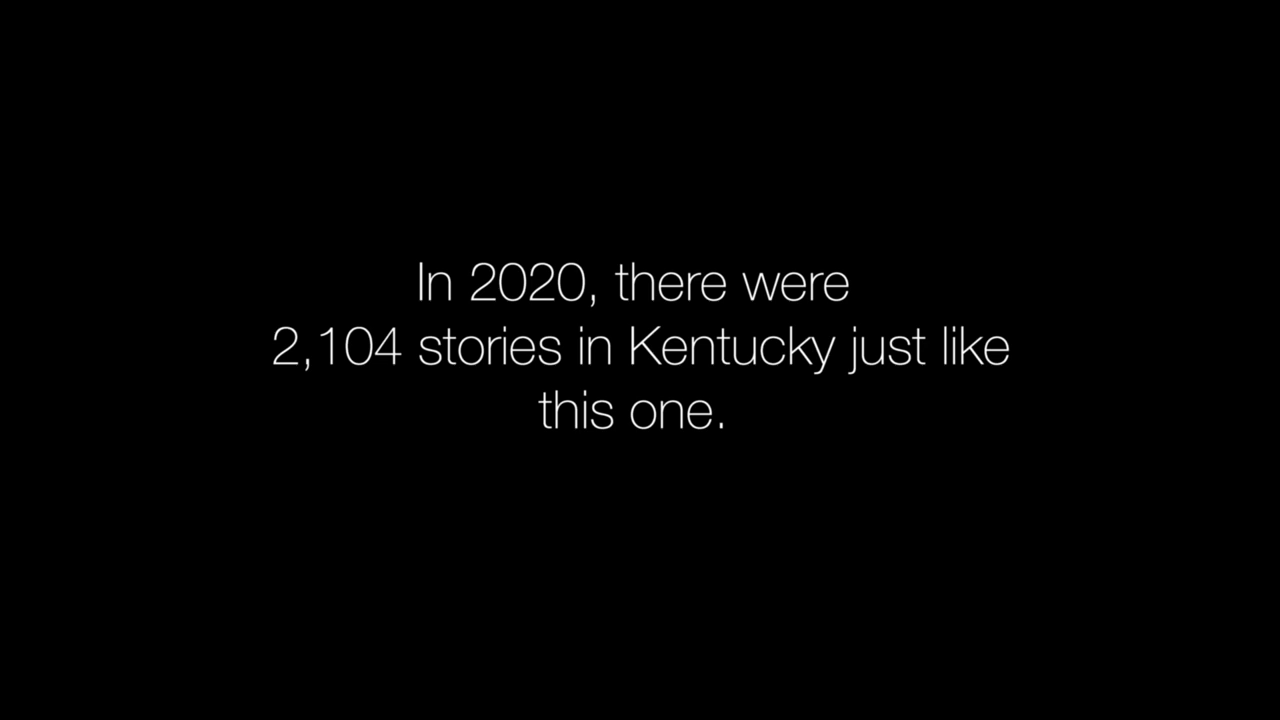 In 2020, there were
2,104 stories in Kentucky just like
this one.